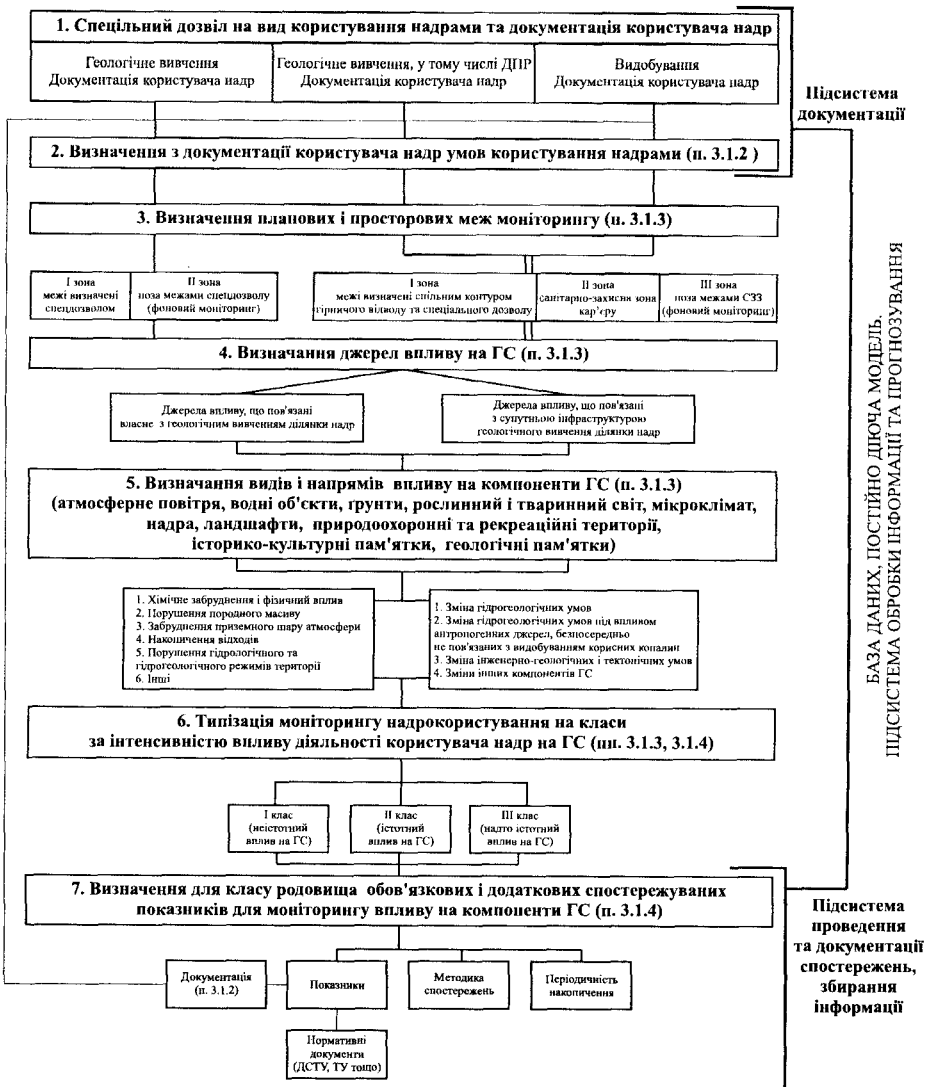 1. Спеціьний дозвіл на вид користування надрами та документація користувача надр
Геологічне вивчення
Документація користувача надр
Геологічне вивчення, у тому числі ДПР
Документація користувача надр
Видобування
Документація користувача надр
Підсистема
документації
2. Визначення з документації користувача надр умов користування надрами (п. 3.1.2 )
3. Визначення планових і просторових меж моніторингу (п. 3.1.3)
І зона
межі визначені
спецдозволом
ІІ зона
поза межами спецдозволу
(фоновий моніторинг)
І зона
межі визначені спільним контуром
гірничого відводу та спеціального дозволу
ІІ зона
санітарно-захисна зона
кар'єру
ІІІ зона
поза межами СЗЗ
(фоновий моніторинг)
4. Визначання джерел впливу на ГС (п. 3.1.3)
Джерела впливу, що пов'язані
власне з геологічним вивченням ділянки надр
Джерела впливу, що пов'язані
з супутньою інфраструктурою
геологічного вивчення ділянки надр
5. Визначання видів і напрямів впливу на компоненти ГС (п. 3.1.3)
(атмосферне повітря, водні об'єкти, ґрунти, рослинний і тваринний світ, мікроклімат,
надра, ландшафти, природоохоронні та рекреаційні території,
історико-культурні пам'ятки, геологічні пам'ятки)
1. Хімічне забруднення і фізичний вплив
2. Порушення породного масиву
3. Забруднення приземного шару атмосфери
4. Накопичення відходів
5. Порушення гідрологічного та
гідрогеологічного режимів території
6. Інші
1. Зміна гідрогеологічних умов
2. Зміна гідрогеологічних умов під впливом
антропогенних джерел, безпосередньо
не пов'язаних з видобуванням корисних копалин
3. Зміна інженерно-геологічних і тектонічних умов
4. Зміни інших компонентів ГС
6. Типізація моніторингу надрокористування на класи
за інтенсивністю впливу діяльності користувача надр на ГС (пп. 3.1.3, 3.1.4)
І клас
(неістотний
вплив на ГС)
ІІ клас
(істотний
вплив на ГС)
ІІІ клас
(надто істотний
вплив на ГС)
7. Визначення для класу родовища обов'язкових і додаткових спостережуваних
показників для моніторингу впливу на компоненти ГС (п. 3.1.4)
Документація
(п. 3.1.2)
Показники
Методика
спостережень
Періодичність
накопичення
Нормативні
документи
(ДСТУ, ТУ тощо)
БАЗА ДАНИХ, ПОСТІЙНО ДІЮЧА МОДЕЛЬ.
ПІДСИСТЕМА ОБРОБКИ ІНФОРМАЦІЇ ТА ПРОГНОЗУВАННЯ
Підсистема
проведення
та документації
спостережень,
збирання
інформації